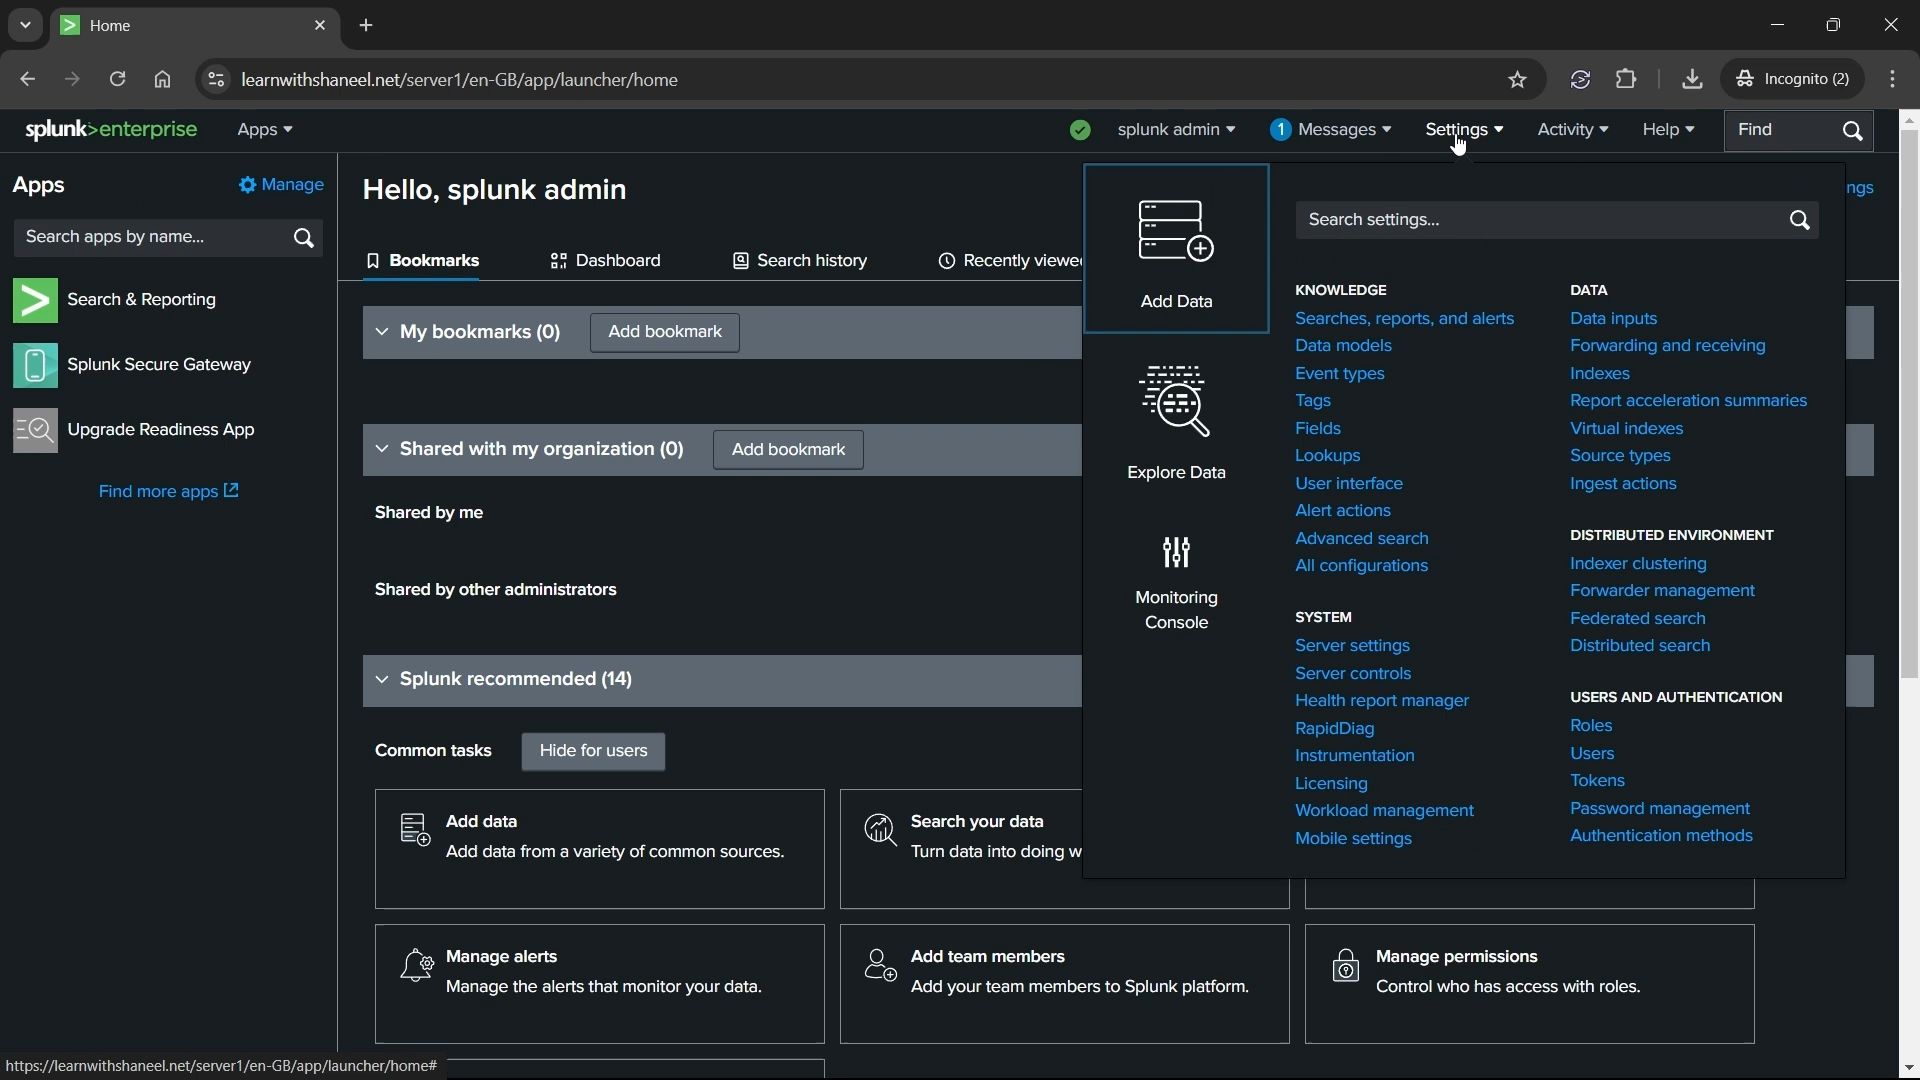 Home
learnwithshaneel.net/server1/en-GB/app/launcher/home
Incognito (2)
splunk>enterprise
Apps
splunk admin
1
Messages
Settings
Activity
Help
Find
Apps
Manage
Search apps by name...
Search & Reporting
Splunk Secure Gateway
Upgrade Readiness App
Find more apps
Hello, splunk admin
ngs
Bookmarks
Dashboard
Search history
Recently viewe
My bookmarks (0)
Add bookmark
Shared with my organization (0)
Add bookmark
Shared by me
Shared by other administrators
Splunk recommended (14)
Common tasks
Hide for users
Add data
Add data from a variety of common sources.
Search your data
Turn data into doing w
Manage alerts
Manage the alerts that monitor your data.
Add team members
Add your team members to Splunk platform.
Manage permissions
Control who has access with roles.
Add Data
Explore Data
Monitoring
Console
Search settings...
KNOWLEDGE
Searches, reports, and alerts
Data models
Event types
Tags
Fields
Lookups
User interface
Alert actions
Advanced search
All configurations
SYSTEM
Server settings
Server controls
Health report manager
RapidDiag
Instrumentation
Licensing
Workload management
Mobile settings
DATA
Data inputs
Forwarding and receiving
Indexes
Report acceleration summaries
Virtual indexes
Source types
Ingest actions
DISTRIBUTED ENVIRONMENT
Indexer clustering
Forwarder management
Federated search
Distributed search
USERS AND AUTHENTICATION
Roles
Users
Tokens
Password management
Authentication methods
https://learnwithshaneel.net/server1/en-GB/app/launcher/home#